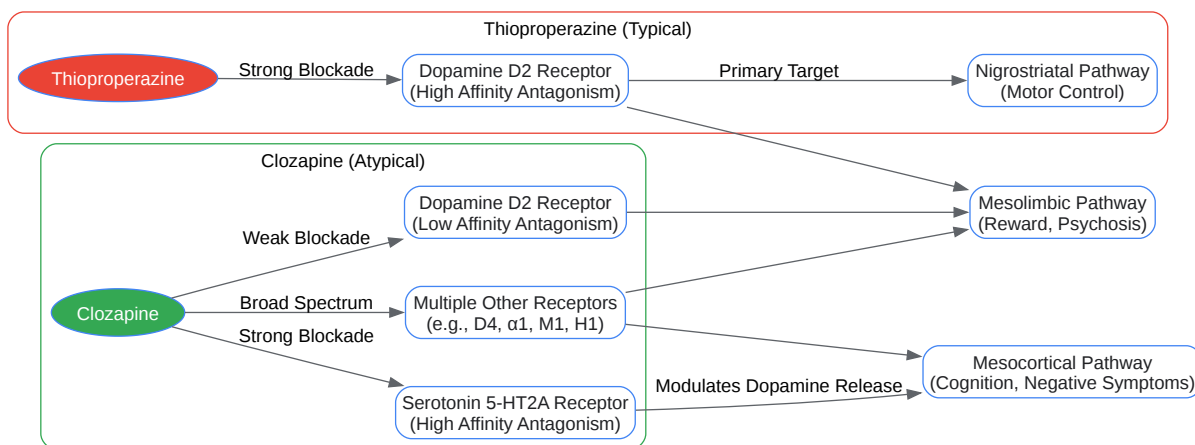 Thioproperazine (Typical)
Thioproperazine
Strong Blockade
Dopamine D2 Receptor
(High Affinity Antagonism)
Primary Target
Nigrostriatal Pathway
(Motor Control)
Clozapine (Atypical)
Dopamine D2 Receptor
(Low Affinity Antagonism)
Mesolimbic Pathway
(Reward, Psychosis)
Weak Blockade
Clozapine
Broad Spectrum
Multiple Other Receptors
(e.g., D4, α1, M1, H1)
Strong Blockade
Mesocortical Pathway
(Cognition, Negative Symptoms)
Modulates Dopamine Release
Serotonin 5-HT2A Receptor
(High Affinity Antagonism)